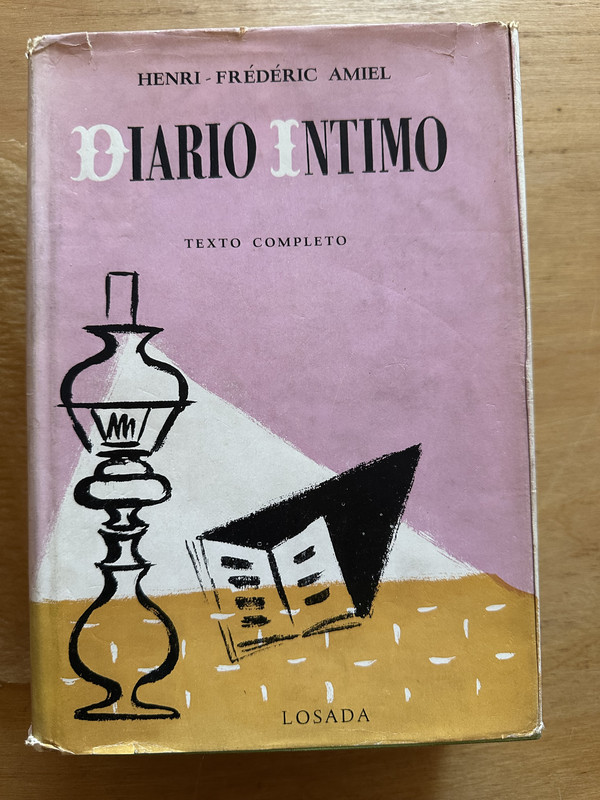 HENRI-FRÉDÉRIC AMIEL
DIARIO INTIMO
TEXTO COMPLETO
LOSADA